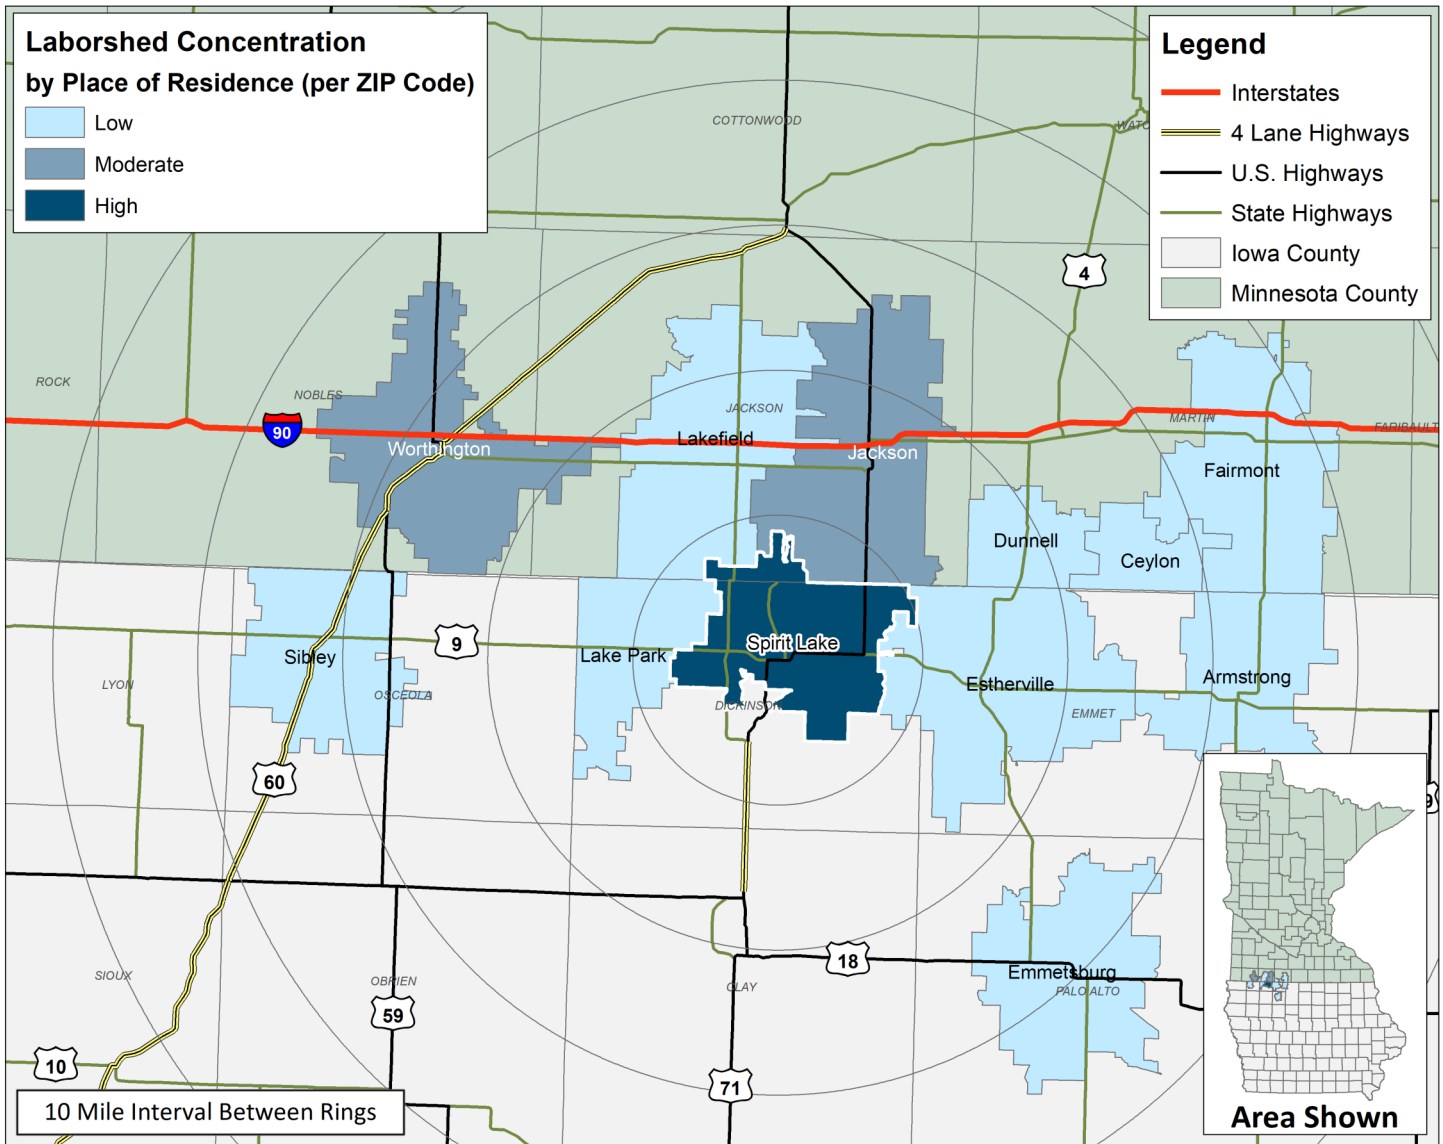 Laborshed Concentration
by Place of Residence (per ZIP Code)
Low
Moderate
High
Legend
Interstates
4 Lane Highways
U.S. Highways
State Highways
Iowa County
Minnesota County
COTTONWOOD
WATO
4
ROCK
NOBLES
JACKSON
MARTIN
FARIBAULT
90
Worthington
Lakefield
Jackson
Fairmont
Dunnell
Ceylon
9
Spirit Lake
Sibley
Lake Park
LYON
OSCEOLA
DICKINSON
Estherville
Armstrong
EMMET
60
9
18
Emmetsburg
SIOUX
OBRIEN
CLAY
PALO ALTO
59
10
71
10 Mile Interval Between Rings
Area Shown